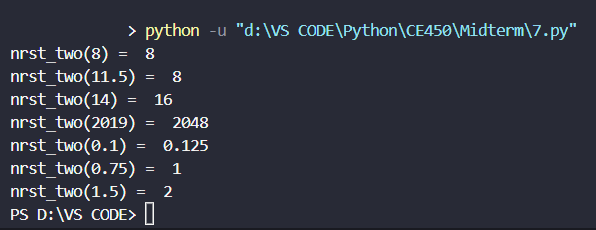 > python -u "d:\VS CODE\Python\CE450\Midterm\7.py"
nrst_two(8) =  8
nrst_two(11.5) =  8
nrst_two(14) =  16
nrst_two(2019) =  2048
nrst_two(0.1) =  0.125
nrst_two(0.75) =  1
nrst_two(1.5) =  2
PS D:\VS CODE>